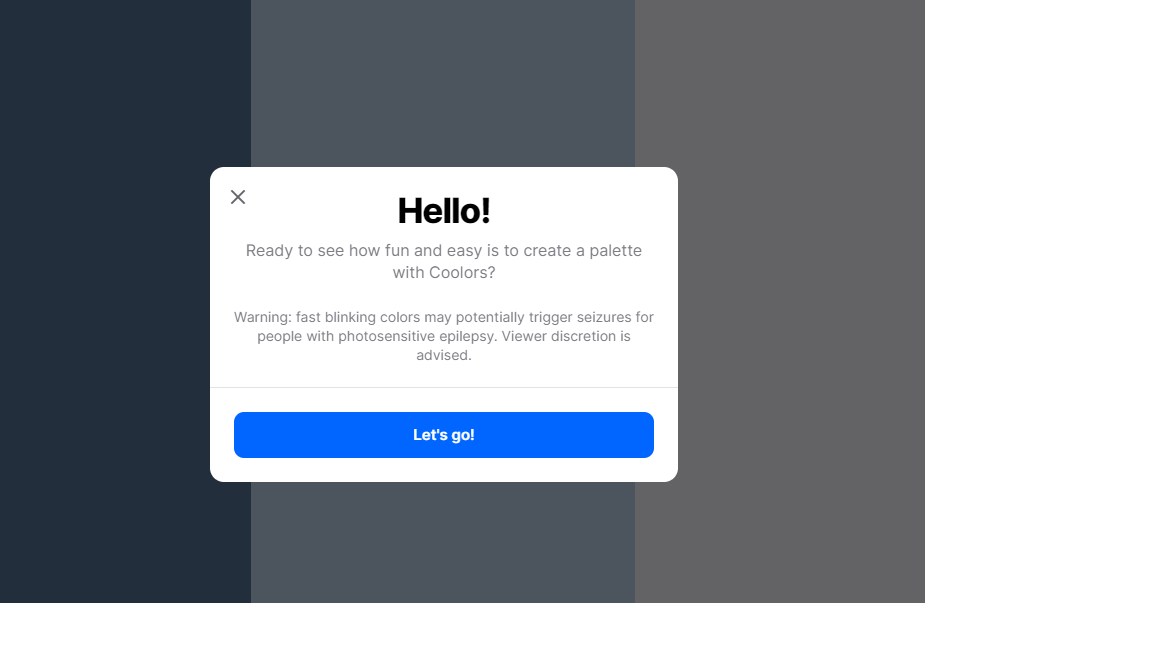 Hello!
Ready to see how fun and easy is to create a palette
with Coolors?
Warning: fast blinking colors may potentially trigger seizures for
people with photosensitive epilepsy. Viewer discretion is
advised.
Let's go!